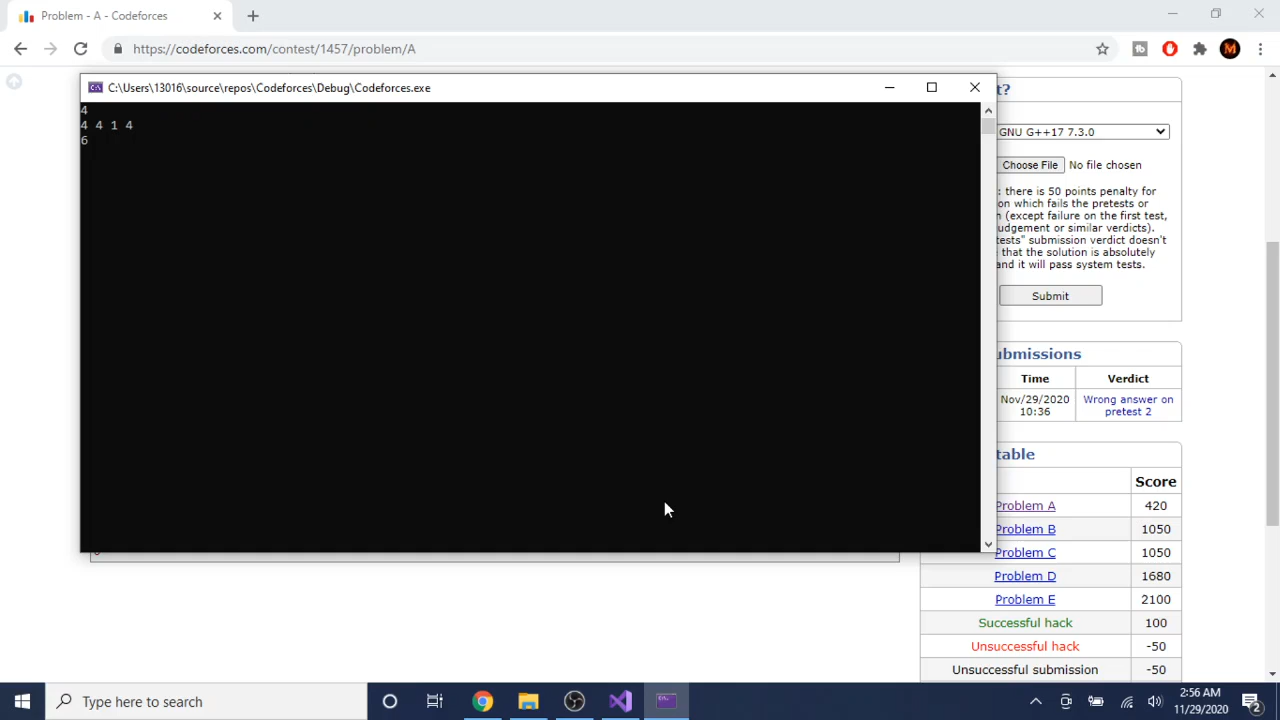 Problem - A - Codeforces
https://codeforces.com/contest/1457/problem/A
M
C:\Users\13016\source\repos\Codeforces\Debug\Codeforces.exe
4
4 4 1 4
6
t?
GNU G++17 7.3.0
Choose File No file chosen
: there is 50 points penalty for
on which fails the pretests or
n (except failure on the first test,
udgement or similar verdicts).
tests" submission verdict doesn't
e that the solution is absolutely
and it will pass system tests.
Submit
ubmissions
Time Verdict
Nov/29/2020
10:36
Wrong answer on
pretest 2
table
Score
Problem A 420
Problem B 1050
Problem C 1050
Problem D 1680
Problem E 2100
Successful hack 100
Unsuccessful hack -50
Unsuccessful submission -50
Type here to search
2:56 AM
11/29/2020
2